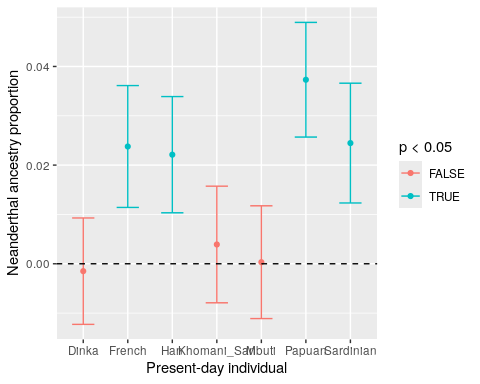 Neanderthal ancestry proportion
0.04
0.02
0.00
Dinka French Han Khomani_San Mbuti Papuan Sardinian
Present-day individual
p < 0.05
FALSE
TRUE